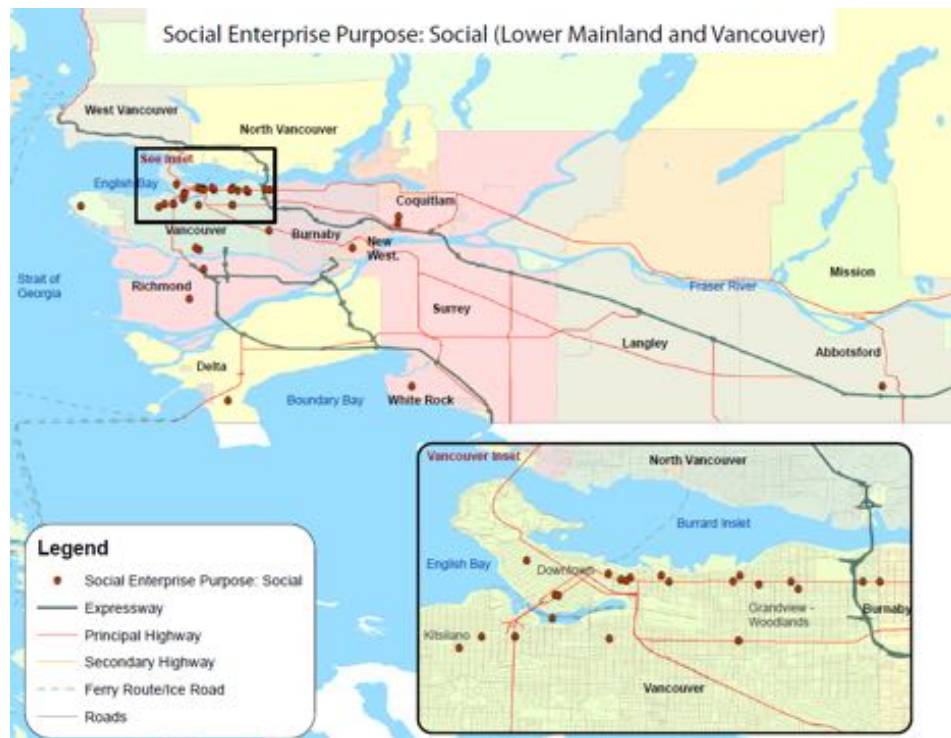 Social Enterprise Purpose: Social (Lower Mainland and Vancouver)
West Vancouver
North Vancouver
See Inset
English Bay
Coquitlam
Vancouver
Burnaby
New
West.
Mission
Strait of
Georgia
Richmond
Fraser River
Surrey
Langley
Abbotsford
Delta
Boundary Bay
White Rock
Vancouver Inset
North Vancouver
Burrard Inslet
English Bay
Downtown
Grandview -
Woodlands
Burnaby
Kitsilano
Vancouver
Legend
Social Enterprise Purpose: Social
Expressway
Principal Highway
Secondary Highway
Ferry Route/Ice Road
Roads